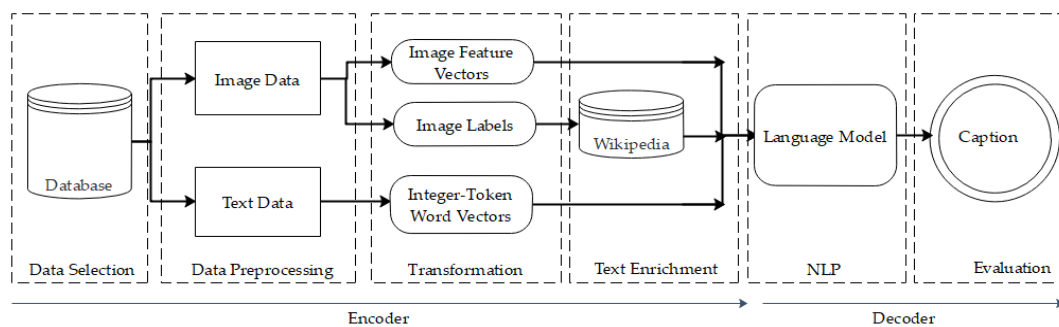 Database
Data Selection
Image Data
Text Data
Data Preprocessing
Image Feature
Vectors
Image Labels
Integer-Token
Word Vectors
Transformation
Wikipedia
Text Enrichment
Language Model
NLP
Caption
Evaluation
Encoder
Decoder